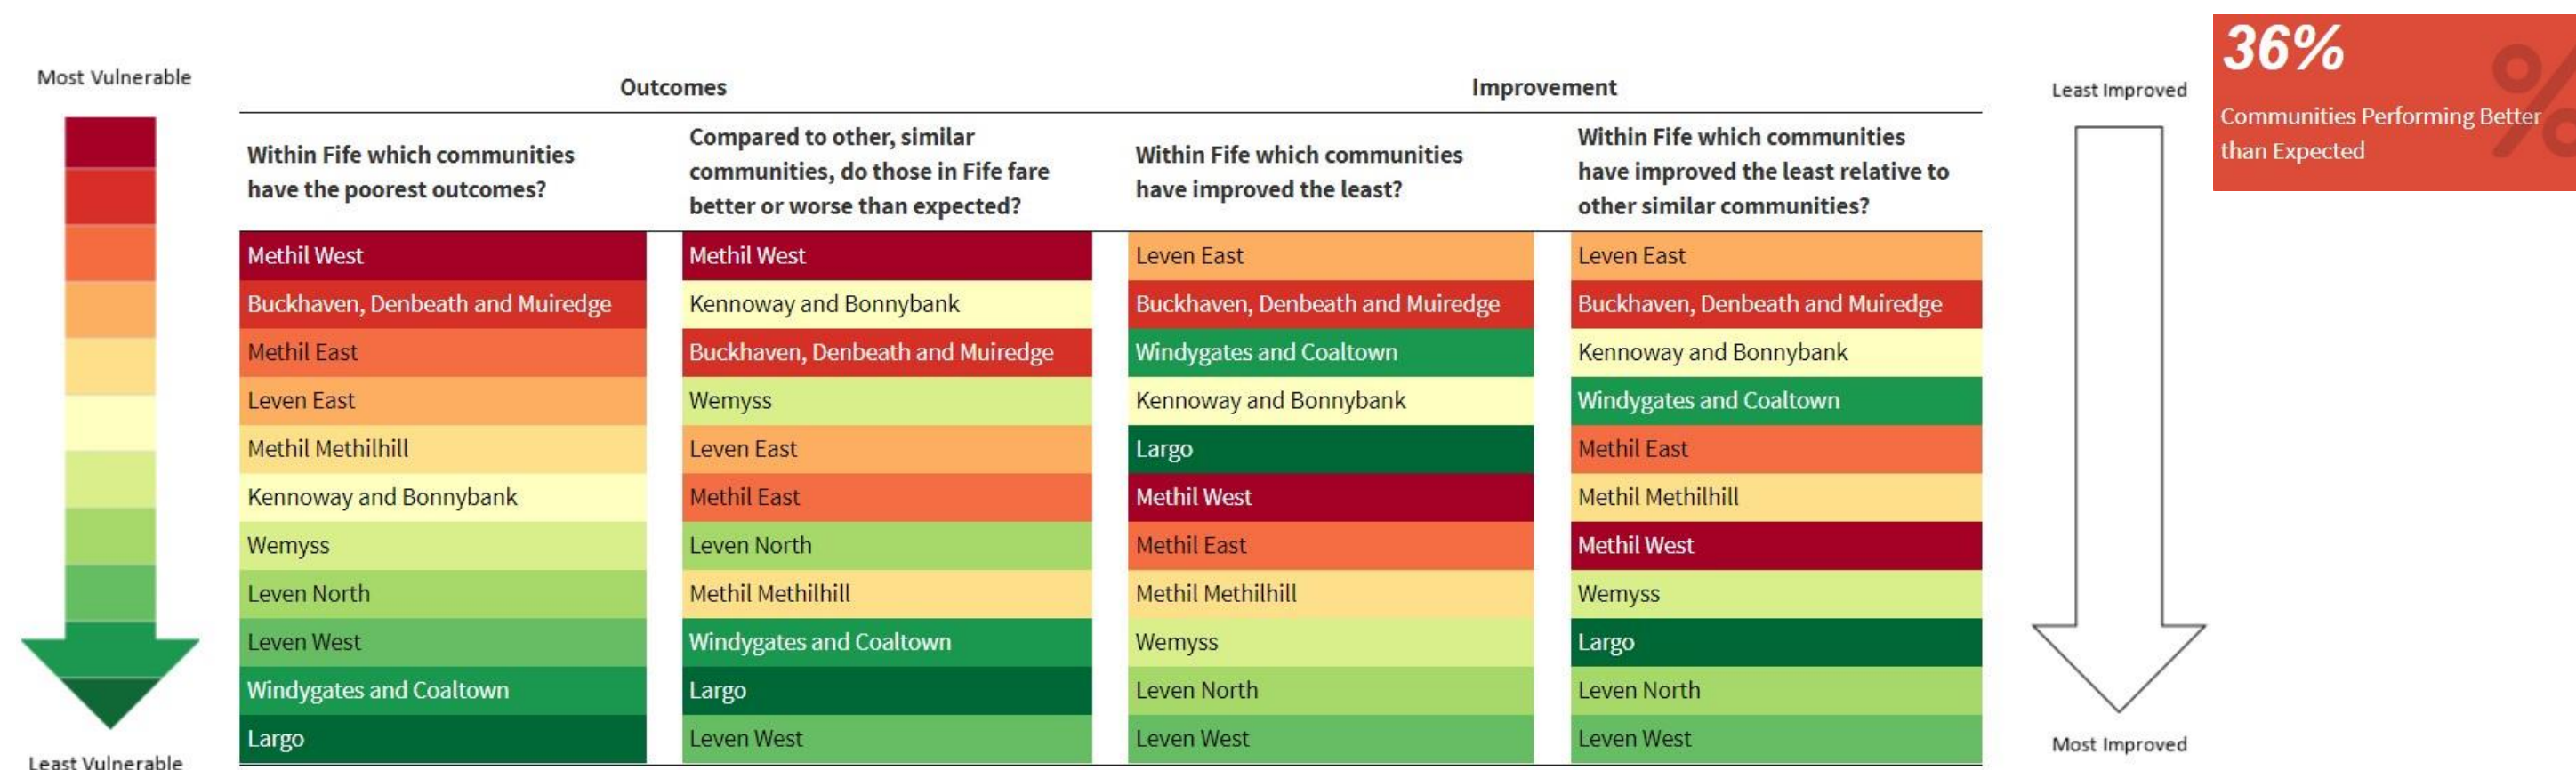 36%
Communities Performing Better
than Expected
Most Vulnerable
Least Vulnerable
Outcomes
Improvement
Least Improved
Most Improved
Within Fife which communities
have the poorest outcomes?
Compared to other, similar
communities, do those in Fife fare
better or worse than expected?
Within Fife which communities
have improved the least?
Within Fife which communities
have improved the least relative to
other similar communities?
Methil West
Methil West
Leven East
Leven East
Buckhaven, Denbeath and Muiredge
Kennoway and Bonnybank
Buckhaven, Denbeath and Muiredge
Buckhaven, Denbeath and Muiredge
Methil East
Buckhaven, Denbeath and Muiredge
Windygates and Coaltown
Kennoway and Bonnybank
Leven East
Wemyss
Kennoway and Bonnybank
Windygates and Coaltown
Methil Methilhill
Leven East
Largo
Methil East
Kennoway and Bonnybank
Methil East
Methil West
Methil Methilhill
Wemyss
Leven North
Methil East
Methil West
Leven North
Methil Methilhill
Methil Methilhill
Wemyss
Leven West
Windygates and Coaltown
Wemyss
Largo
Windygates and Coaltown
Largo
Leven North
Leven North
Largo
Leven West
Leven West
Leven West